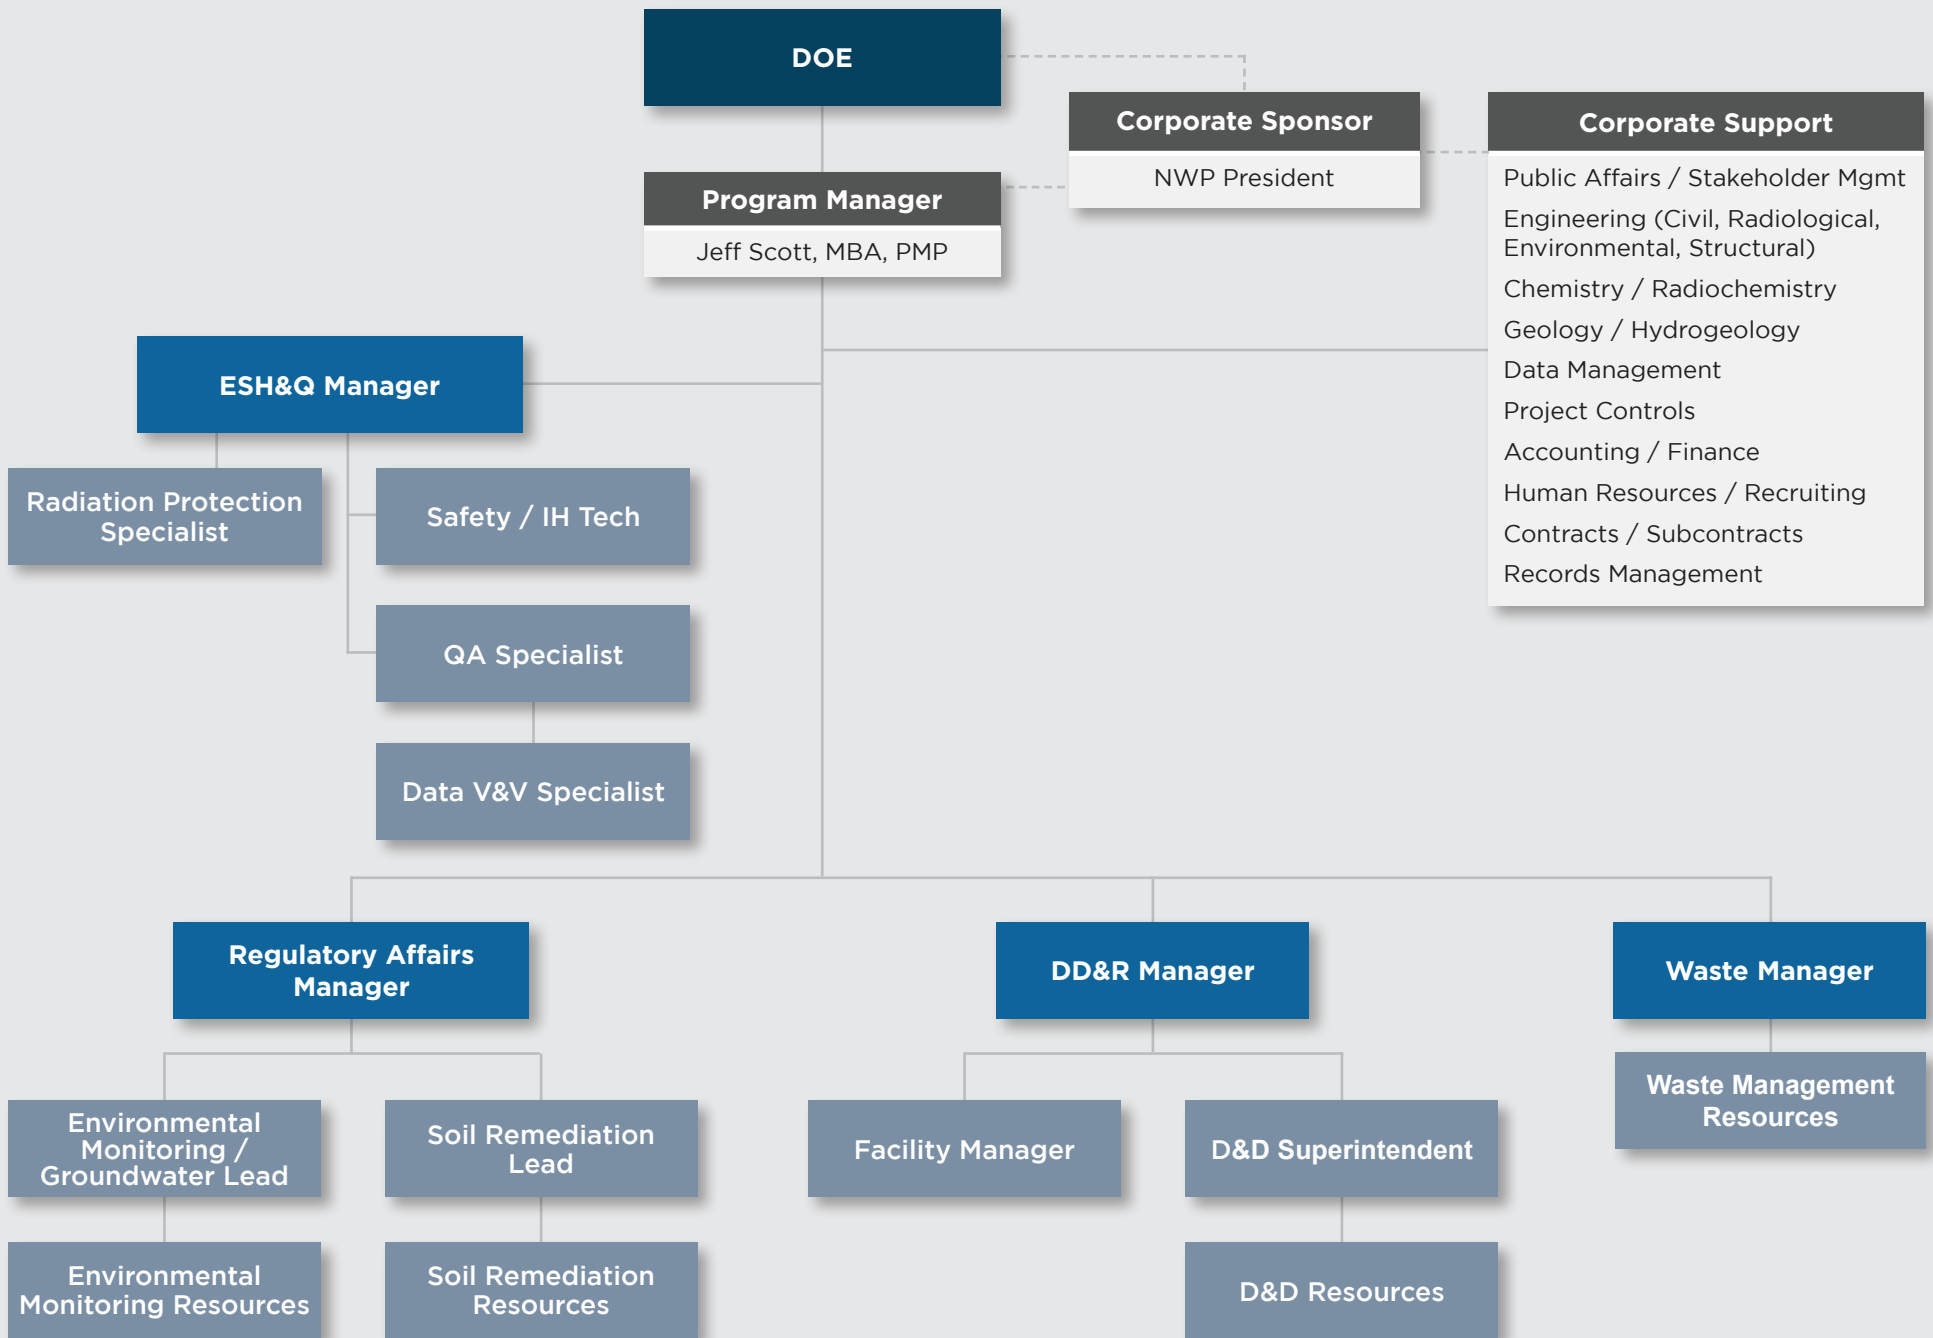 DOE
Corporate Sponsor
NWP President
Corporate Support
Public Affairs / Stakeholder Mgmt
Engineering (Civil, Radiological,
Environmental, Structural)
Chemistry / Radiochemistry
Geology / Hydrogeology
Data Management
Project Controls
Accounting / Finance
Human Resources / Recruiting
Contracts / Subcontracts
Records Management
Program Manager
Jeff Scott, MBA, PMP
ESH&Q Manager
Radiation Protection
Specialist
Safety / IH Tech
QA Specialist
Data V&V Specialist
Regulatory Affairs
Manager
Environmental
Monitoring /
Groundwater Lead
Environmental
Monitoring Resources
Soil Remediation
Lead
Soil Remediation
Resources
DD&R Manager
Facility Manager
D&D Superintendent
D&D Resources
Waste Manager
Waste Management
Resources